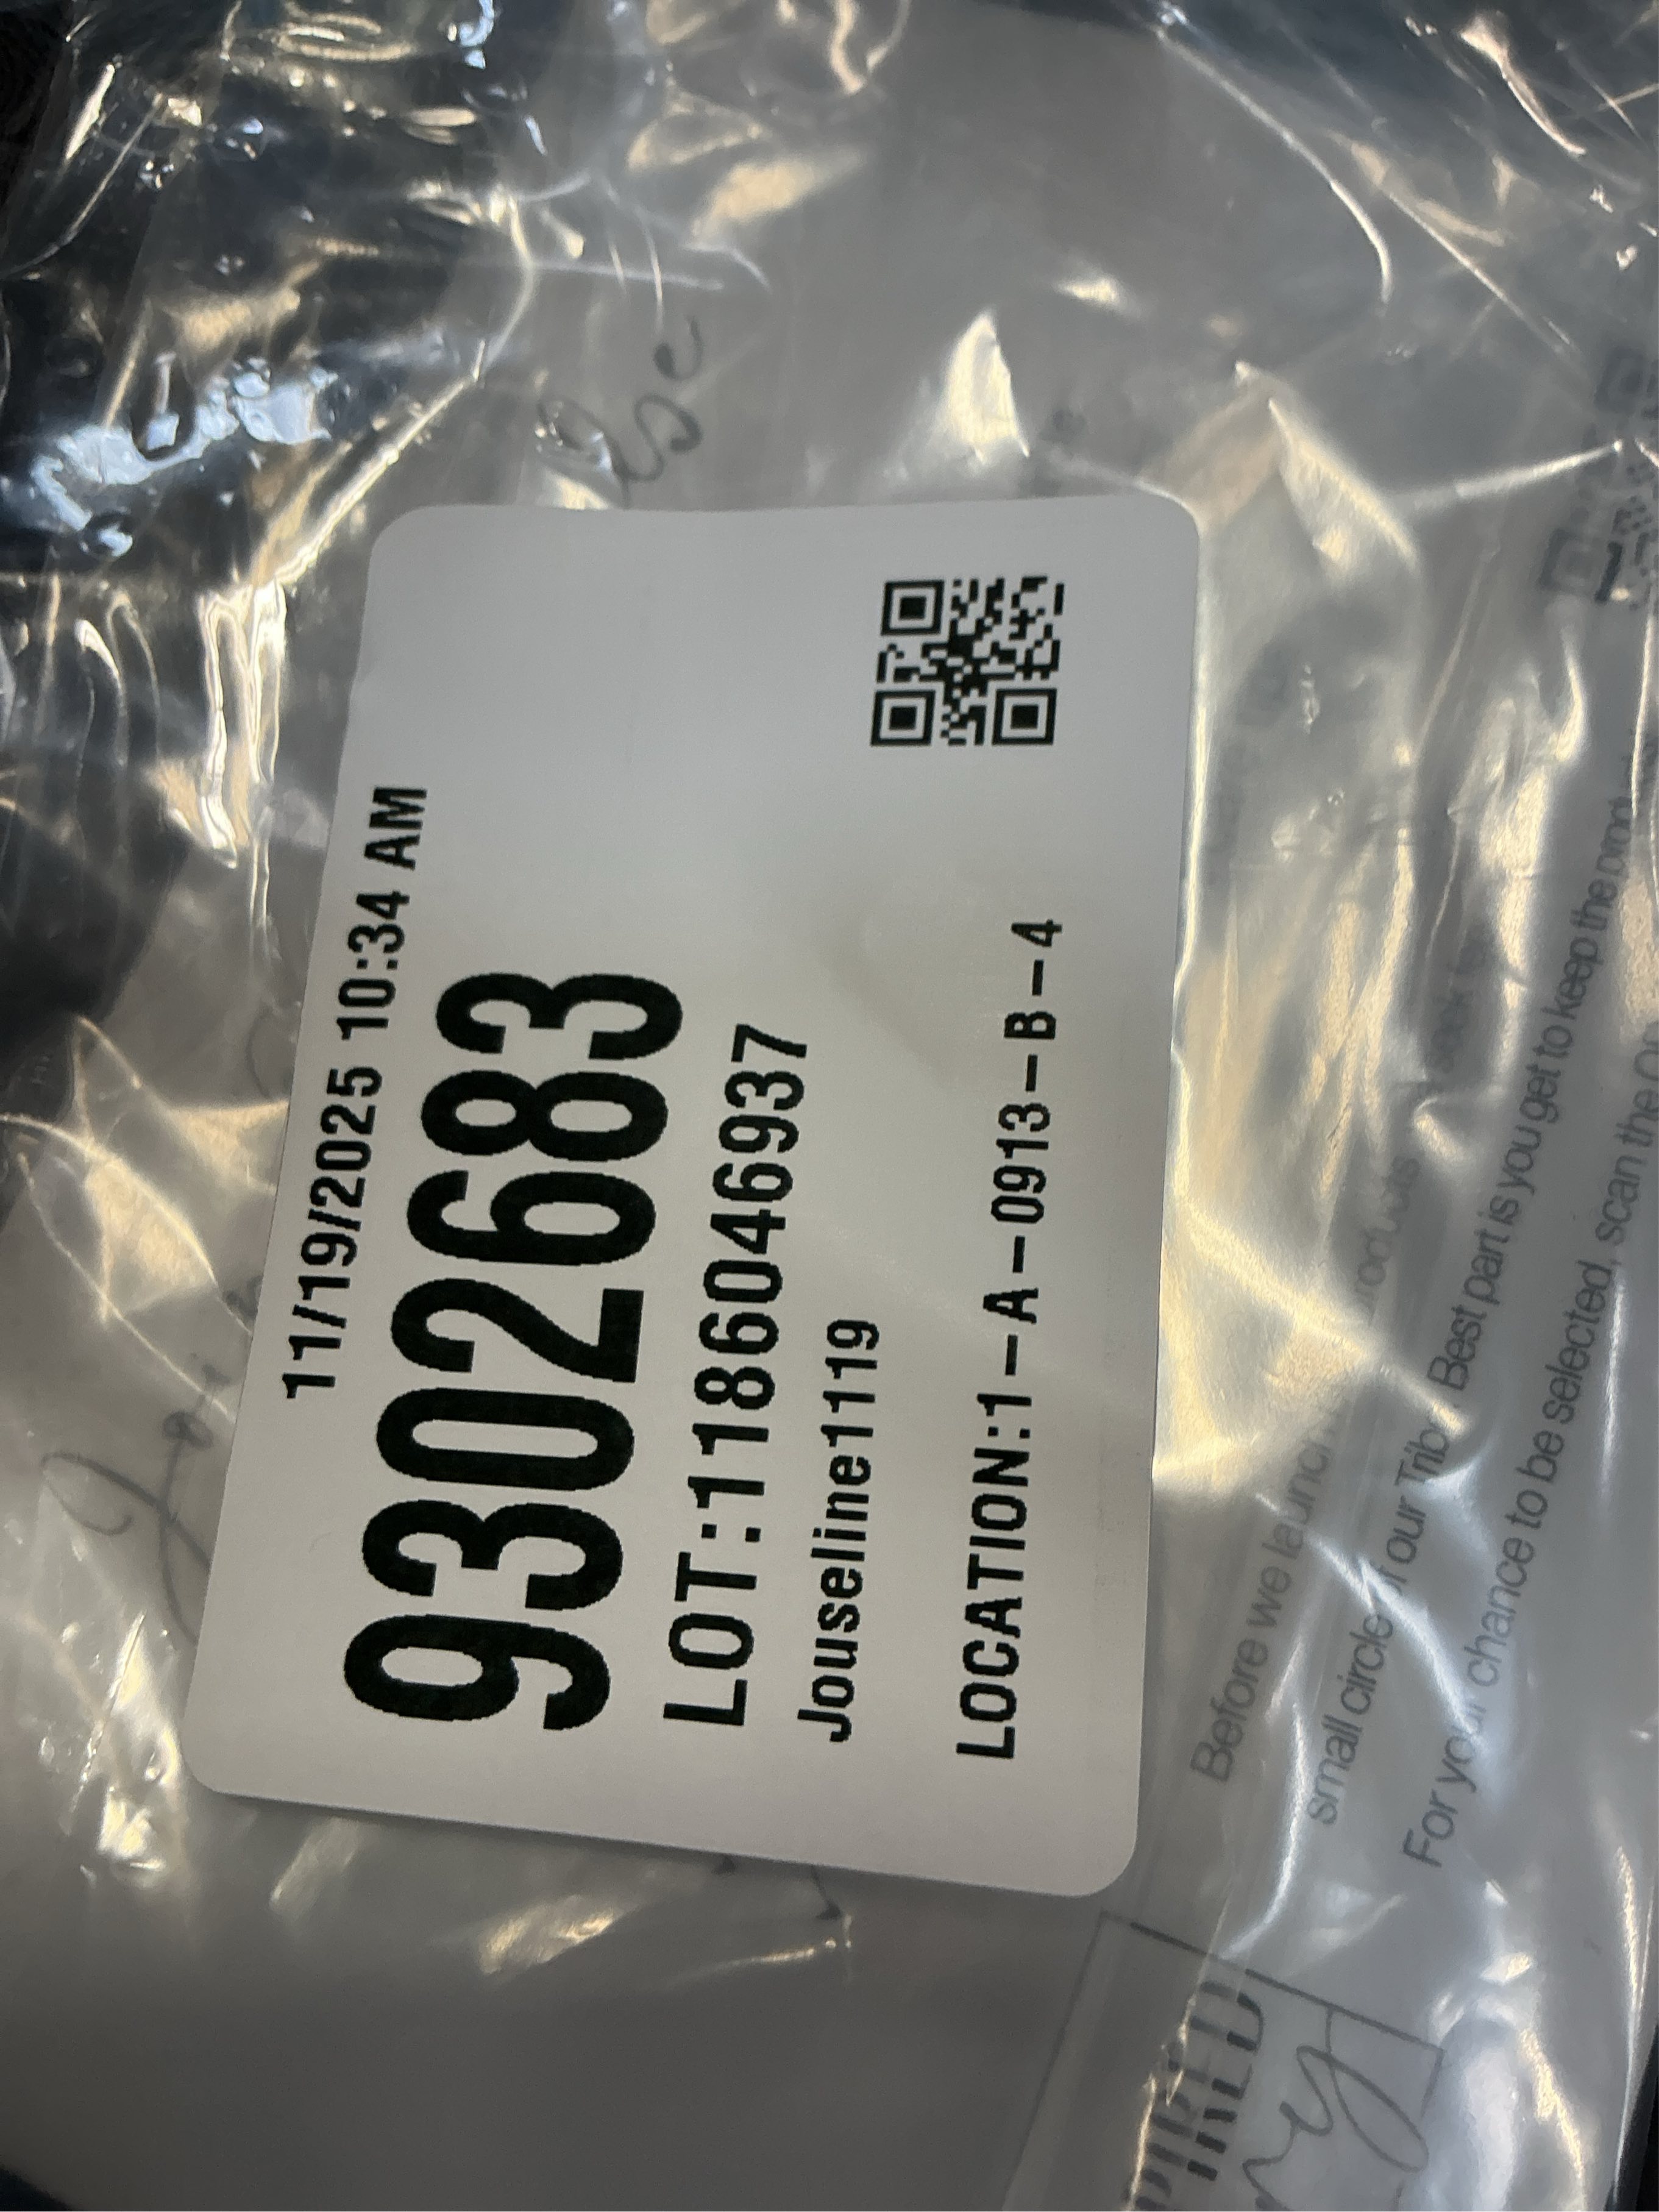 11/19/2025 10:34 AM
9302683
LOT:1186046937
Jouseline1119
LOCATION:1-A-0913-B-4
Before we launch products
small circle of our Best part is you get to keep the
For your chance to be selected, scan the